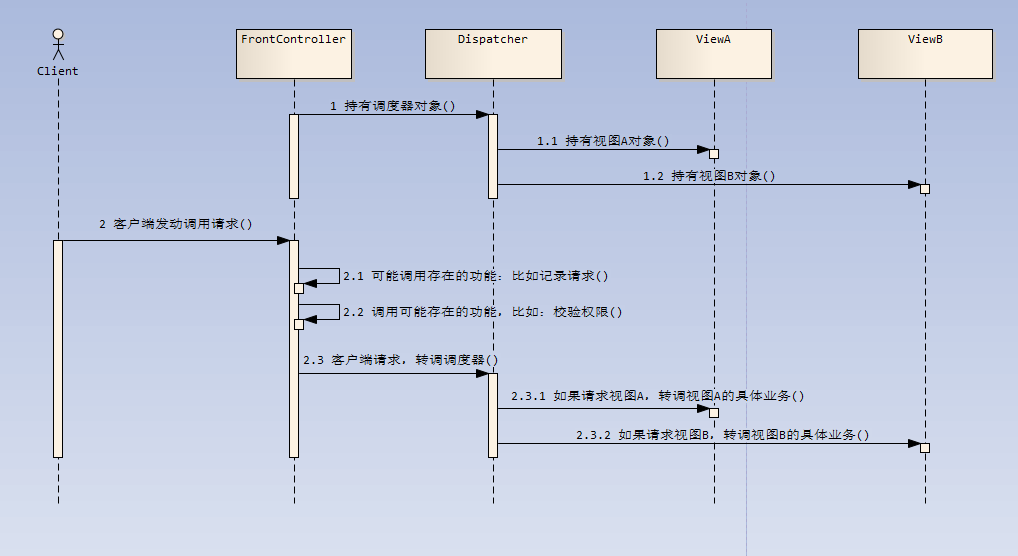 Client
FrontController
Dispatcher
ViewA
ViewB
1 持有调度器对象()
1.1 持有视图A对象()
1.2 持有视图B对象()
2 客户端发动调用请求()
2.1 可能调用存在的功能：比如记录请求()
2.2 调用可能存在的功能，比如：校验权限()
2.3 客户端请求，转调调度器()
2.3.1 如果请求视图A，转调视图A的具体业务()
2.3.2 如果请求视图B，转调视图B的具体业务()